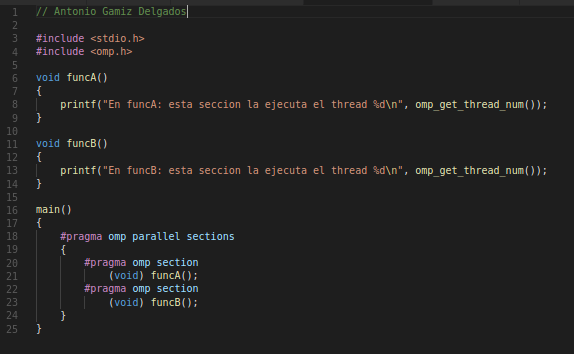 1 // Antonio Gamiz Delgados
2
3 #include <stdio.h>
4 #include <omp.h>
5
6 void funcA()
7 {
8 printf("En funcA: esta seccion la ejecuta el thread %d\n", omp_get_thread_num());
9 }
10
11 void funcB()
12 {
13 printf("En funcB: esta seccion la ejecuta el thread %d\n", omp_get_thread_num());
14 }
15
16 main()
17 {
18 #pragma omp parallel sections
19 {
20 #pragma omp section
21 (void) funcA();
22 #pragma omp section
23 (void) funcB();
24 }
25 }